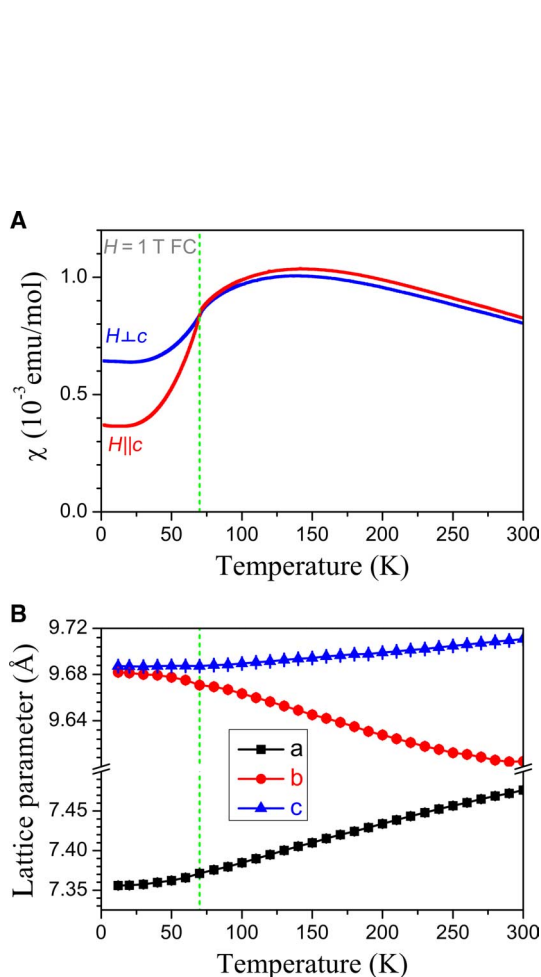 A
H = 1 T FC
1.0
0.5
0.0
H⊥c
H||c
χ (10⁻³ emu/mol)
0 50 100 150 200 250 300
Temperature (K)
B
9.72
9.68
9.64
7.45
7.40
7.35
Lattice parameter (Å)
a
b
c
0 50 100 150 200 250 300
Temperature (K)